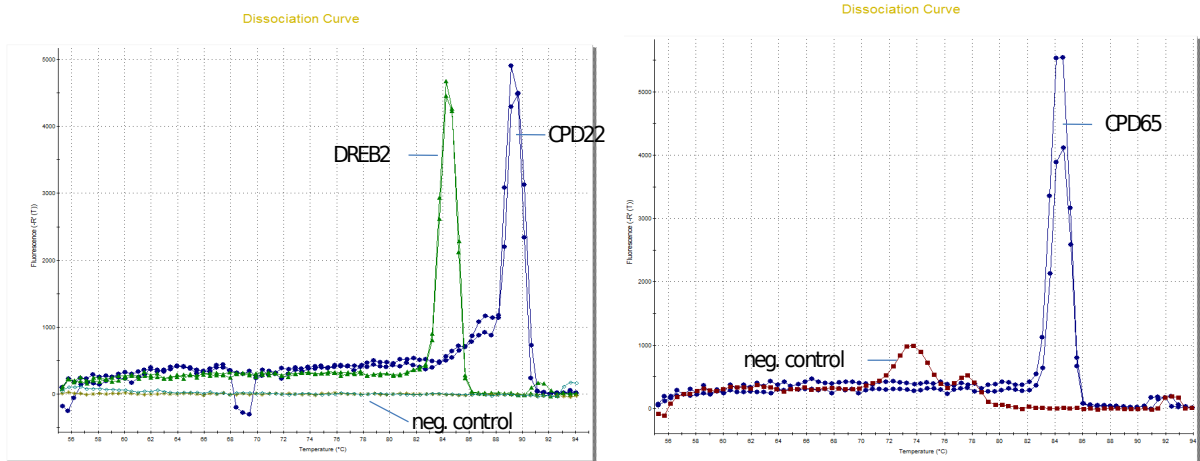 Dissociation Curve
5000
4000
3000
2000
1000
0
Fluorescence (-R' (T))
DREB2
CPD22
neg. control
56 58 60 62 64 66 68 70 72 74 76 78 80 82 84 86 88 90 92 94
Temperature (°C)
Dissociation Curve
5000
4000
3000
2000
1000
0
Fluorescence (-R' (T))
CPD65
neg. control
56 58 60 62 64 66 68 70 72 74 76 78 80 82 84 86 88 90 92 94
Temperature (°C)